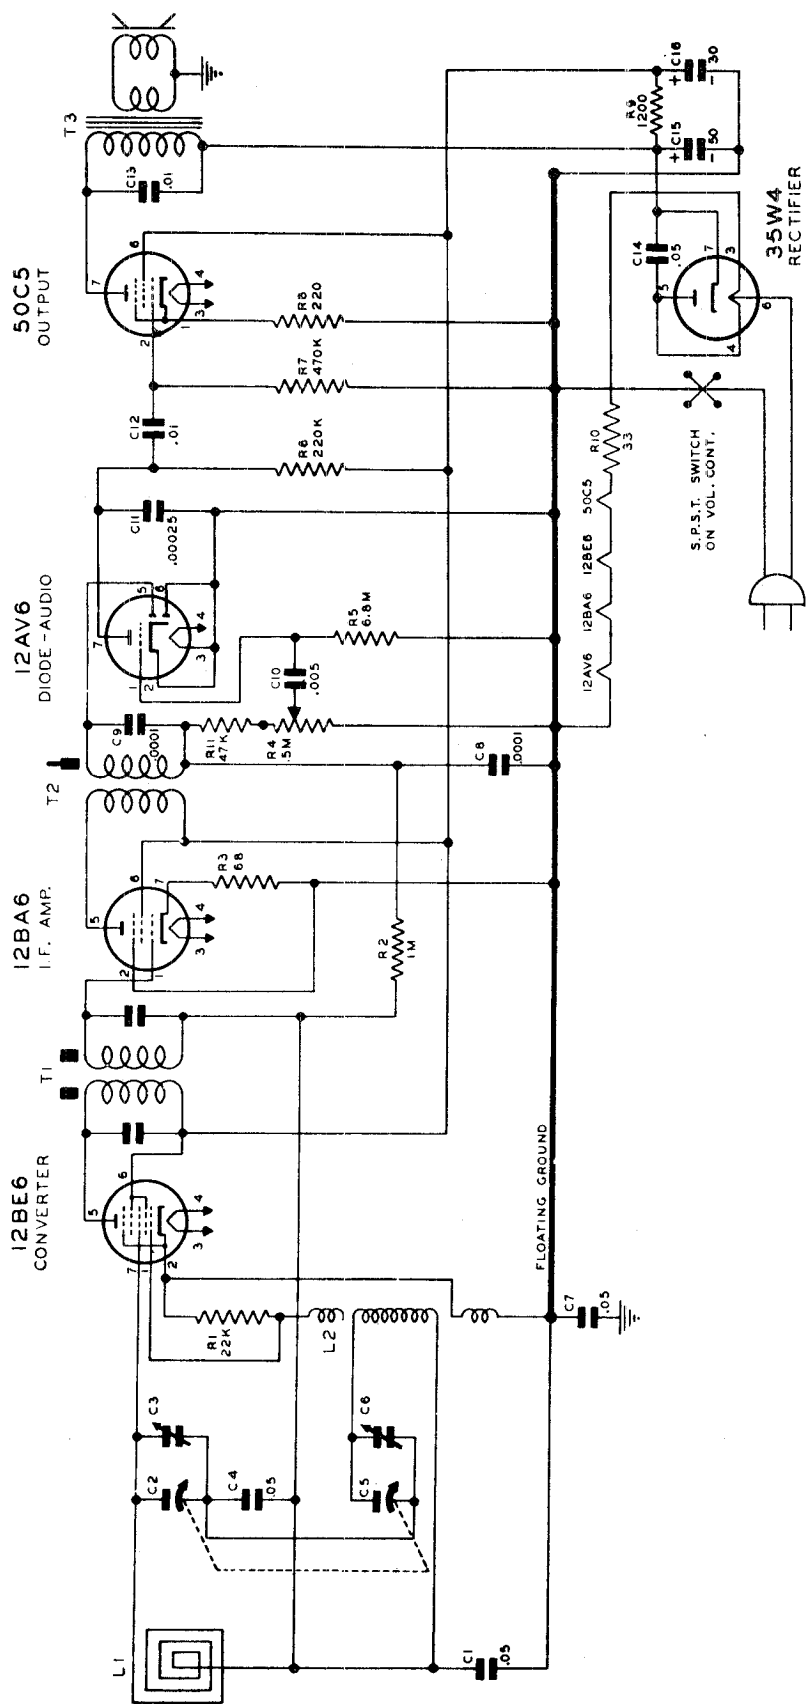 12BE6
CONVERTER
12BA6
I.F. AMP.
12AV6
DIODE-AUDIO
50C5
OUTPUT
T1
T2
T3
L1
C2
C3
C4
.05
C5
C6
C1
.05
7
1
2
5
6
3
4
R1
22K
L2
FLOATING GROUND
C7
.05
5
6
2
1
7
3
4
R3
68
R2
1M
C9
.0001
R11
47K
R4
.5M
C8
.0001
7
1
2
5
6
3
4
C10
.005
R5
6.8M
C11
.00025
C12
.01
R6
220K
R7
470K
R8
220
7
2
6
1
3
4
C13
.01
12AV6
12BA6
12BE6
50C5
R10
33
S.P.S.T. SWITCH
ON VOL. CONT.
C14
.05
5
7
4
3
6
35W4
RECTIFIER
R9
1200
+ C15
- 50
+ C16
- 30